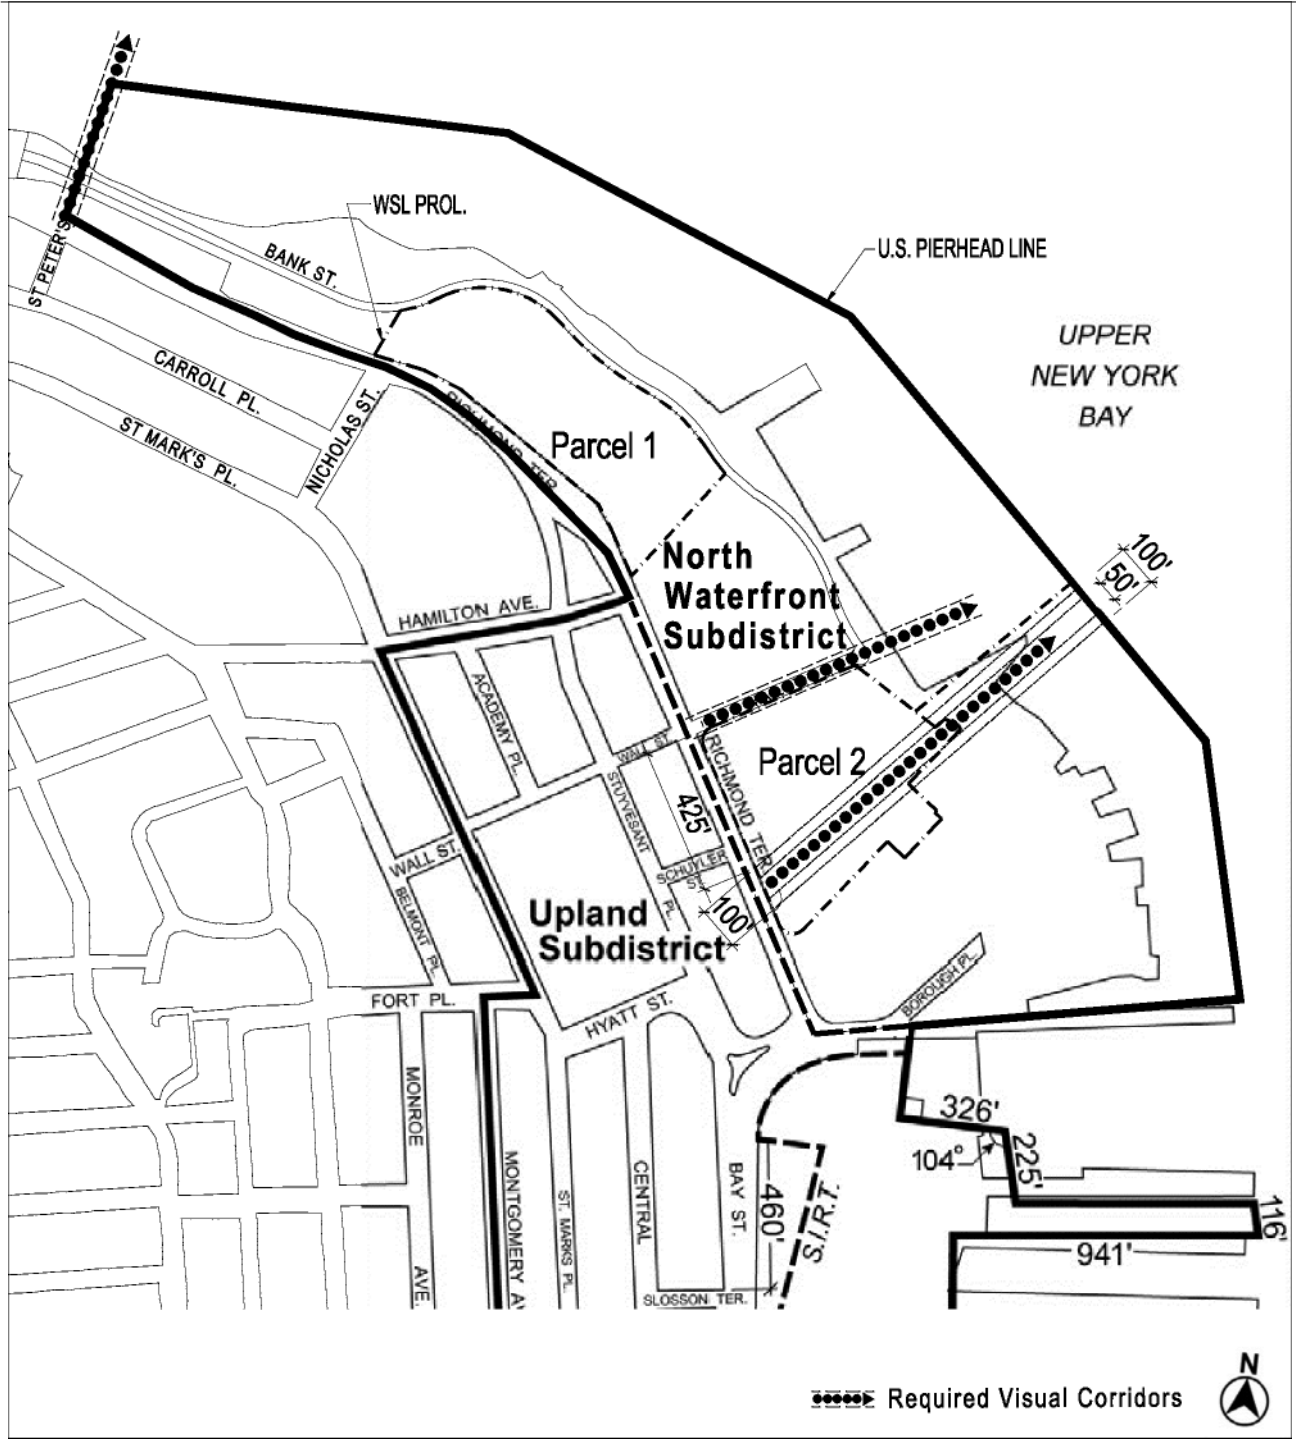 WSL PROL.
U.S. PIERHEAD LINE
ST PETER'S
BANK ST.
UPPER
NEW YORK
BAY
CARROLL PL.
NICHOLAS ST.
ST MARK'S PL.
RICHMOND TER.
Parcel 1
North
Waterfront
Subdistrict
100'
50'
HAMILTON AVE.
ACADEMY PL.
WALL ST.
RICHMOND TER.
Parcel 2
STUYVESANT
PL.
425'
SCHUYLER
ST.
WALL ST.
BELMONT PL.
Upland
Subdistrict
100'
BOROUGH PL.
FORT PL.
HYATT ST.
MONROE
AVE.
MONTGOMERY AV
ST. MARKS PL.
CENTRAL
BAY ST.
460'
S.I.R.T.
326'
104°
225'
116'
941'
SLOSSON TER.
N
Required Visual Corridors